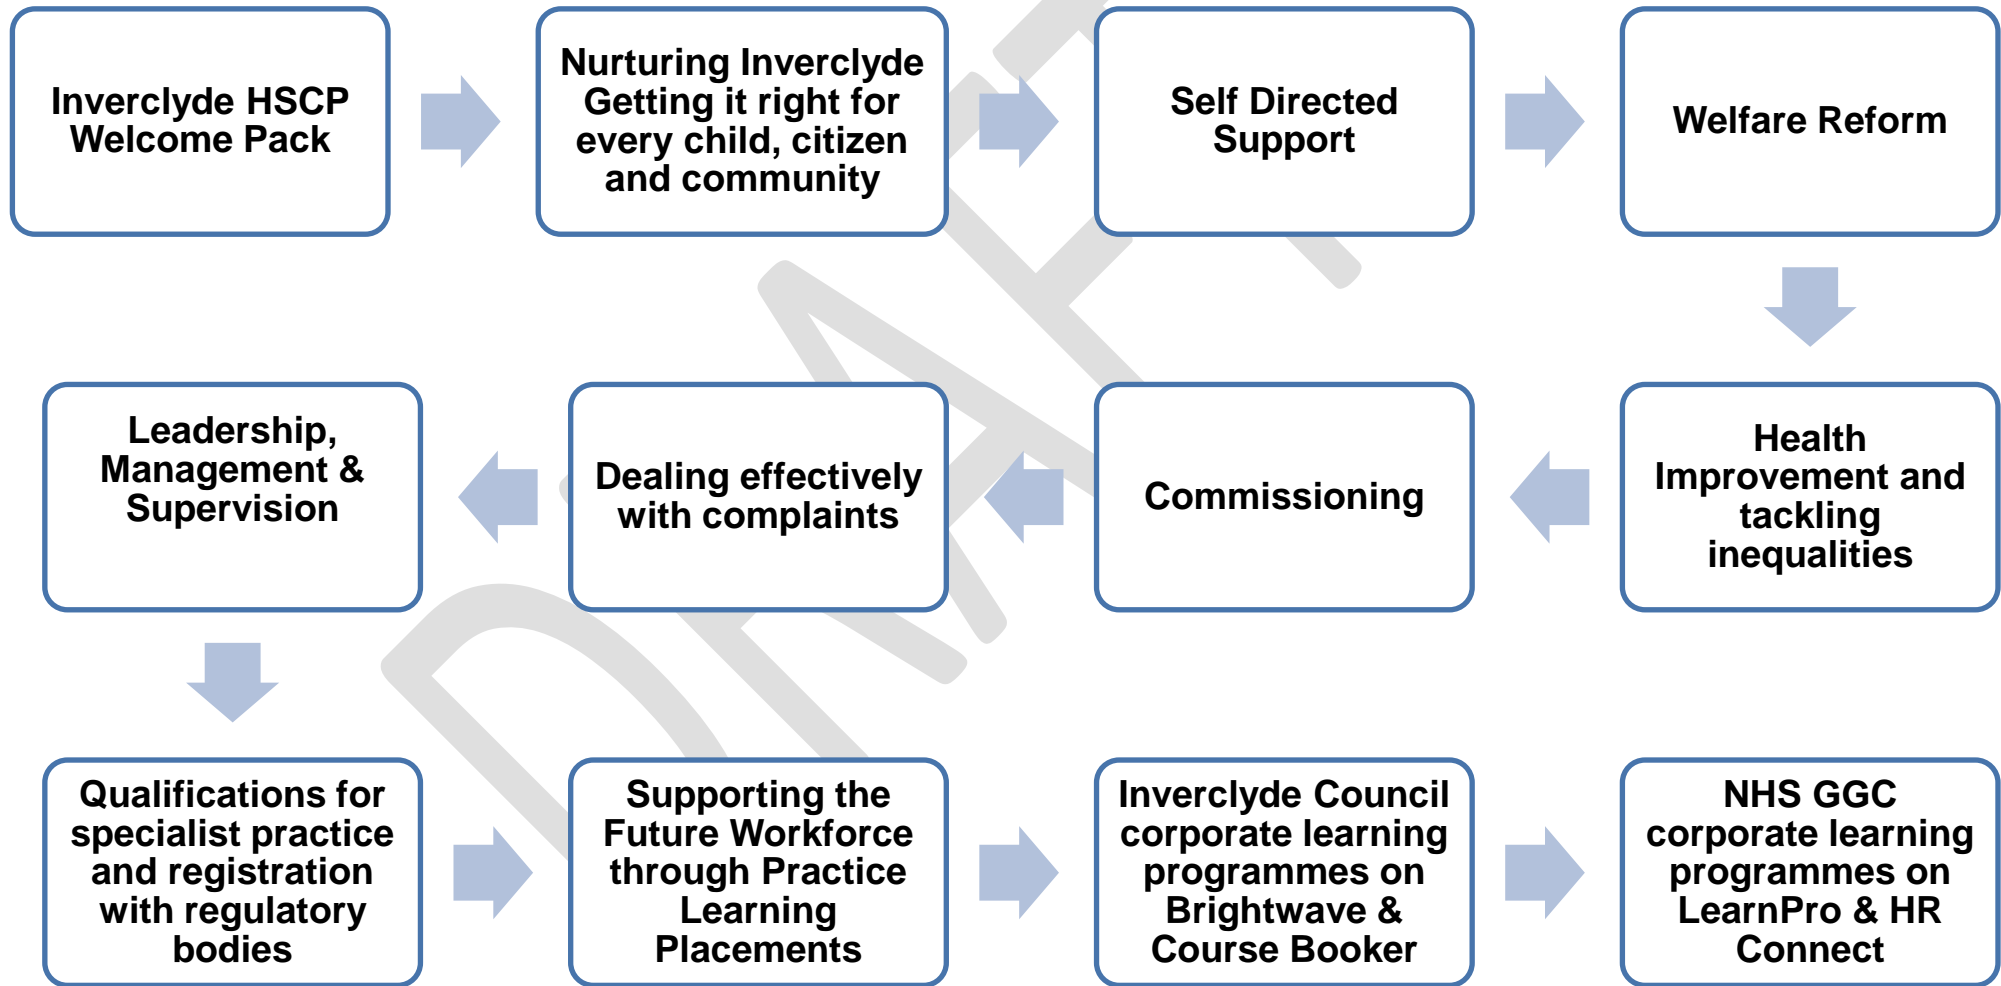 Inverclyde HSCP
Welcome Pack
Nurturing Inverclyde
Getting it right for
every child, citizen
and community
Self Directed
Support
Welfare Reform
Health
Improvement and
tackling
inequalities
Commissioning
Dealing effectively
with complaints
Leadership,
Management &
Supervision
Qualifications for
specialist practice
and registration
with regulatory
bodies
Supporting the
Future Workforce
through Practice
Learning
Placements
Inverclyde Council
corporate learning
programmes on
Brightwave &
Course Booker
NHS GGC
corporate learning
programmes on
LearnPro & HR
Connect
DRAFT